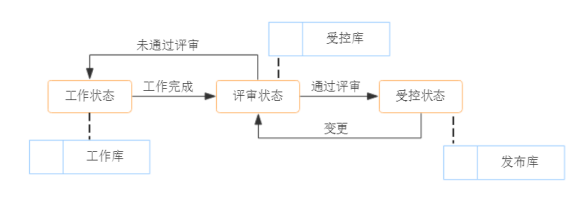 受控库
未通过评审
工作状态
工作完成
评审状态
通过评审
受控状态
变更
工作库
发布库